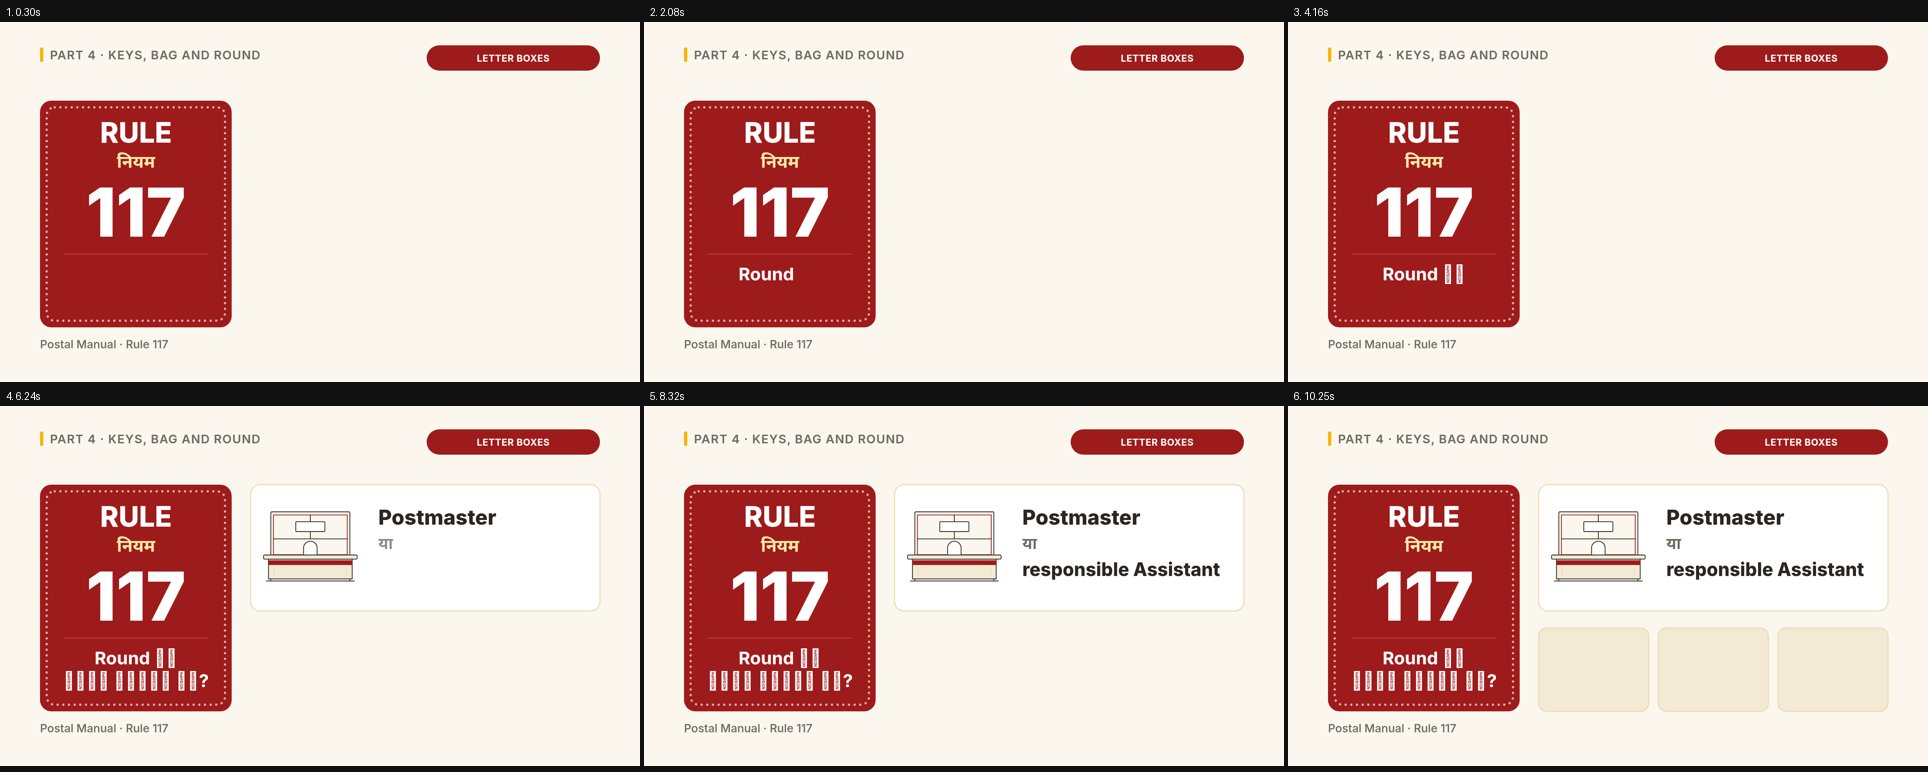 1. 0.30s
PART 4 · KEYS, BAG AND ROUND
LETTER BOXES
RULE
नियम
117
Postal Manual · Rule 117
2. 2.08s
PART 4 · KEYS, BAG AND ROUND
LETTER BOXES
RULE
नियम
117
Round
Postal Manual · Rule 117
3. 4.16s
PART 4 · KEYS, BAG AND ROUND
LETTER BOXES
RULE
नियम
117
Round
Postal Manual · Rule 117
4. 6.24s
PART 4 · KEYS, BAG AND ROUND
LETTER BOXES
RULE
नियम
117
Round
?
Postal Manual · Rule 117
Postmaster
या
5. 8.32s
PART 4 · KEYS, BAG AND ROUND
LETTER BOXES
RULE
नियम
117
Round
?
Postal Manual · Rule 117
Postmaster
या
responsible Assistant
6. 10.25s
PART 4 · KEYS, BAG AND ROUND
LETTER BOXES
RULE
नियम
117
Round
?
Postal Manual · Rule 117
Postmaster
या
responsible Assistant